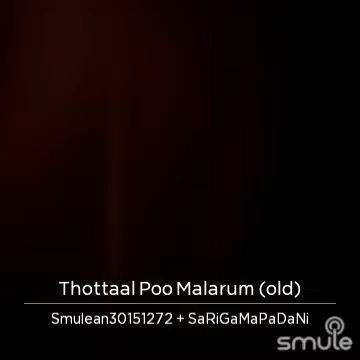 Thottaal Poo Malarum (old)
Smulean30151272 + SaRiGaMaPaDaNi
smule